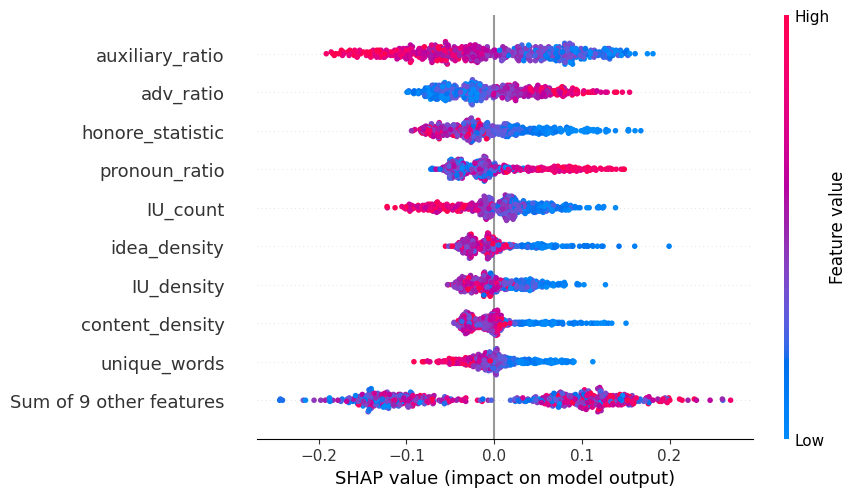 High
auxiliary_ratio
adv_ratio
honore_statistic
pronoun_ratio
IU_count
idea_density
IU_density
content_density
unique_words
Sum of 9 other features
Feature value
Low
−0.2 −0.1 0.0 0.1 0.2
SHAP value (impact on model output)